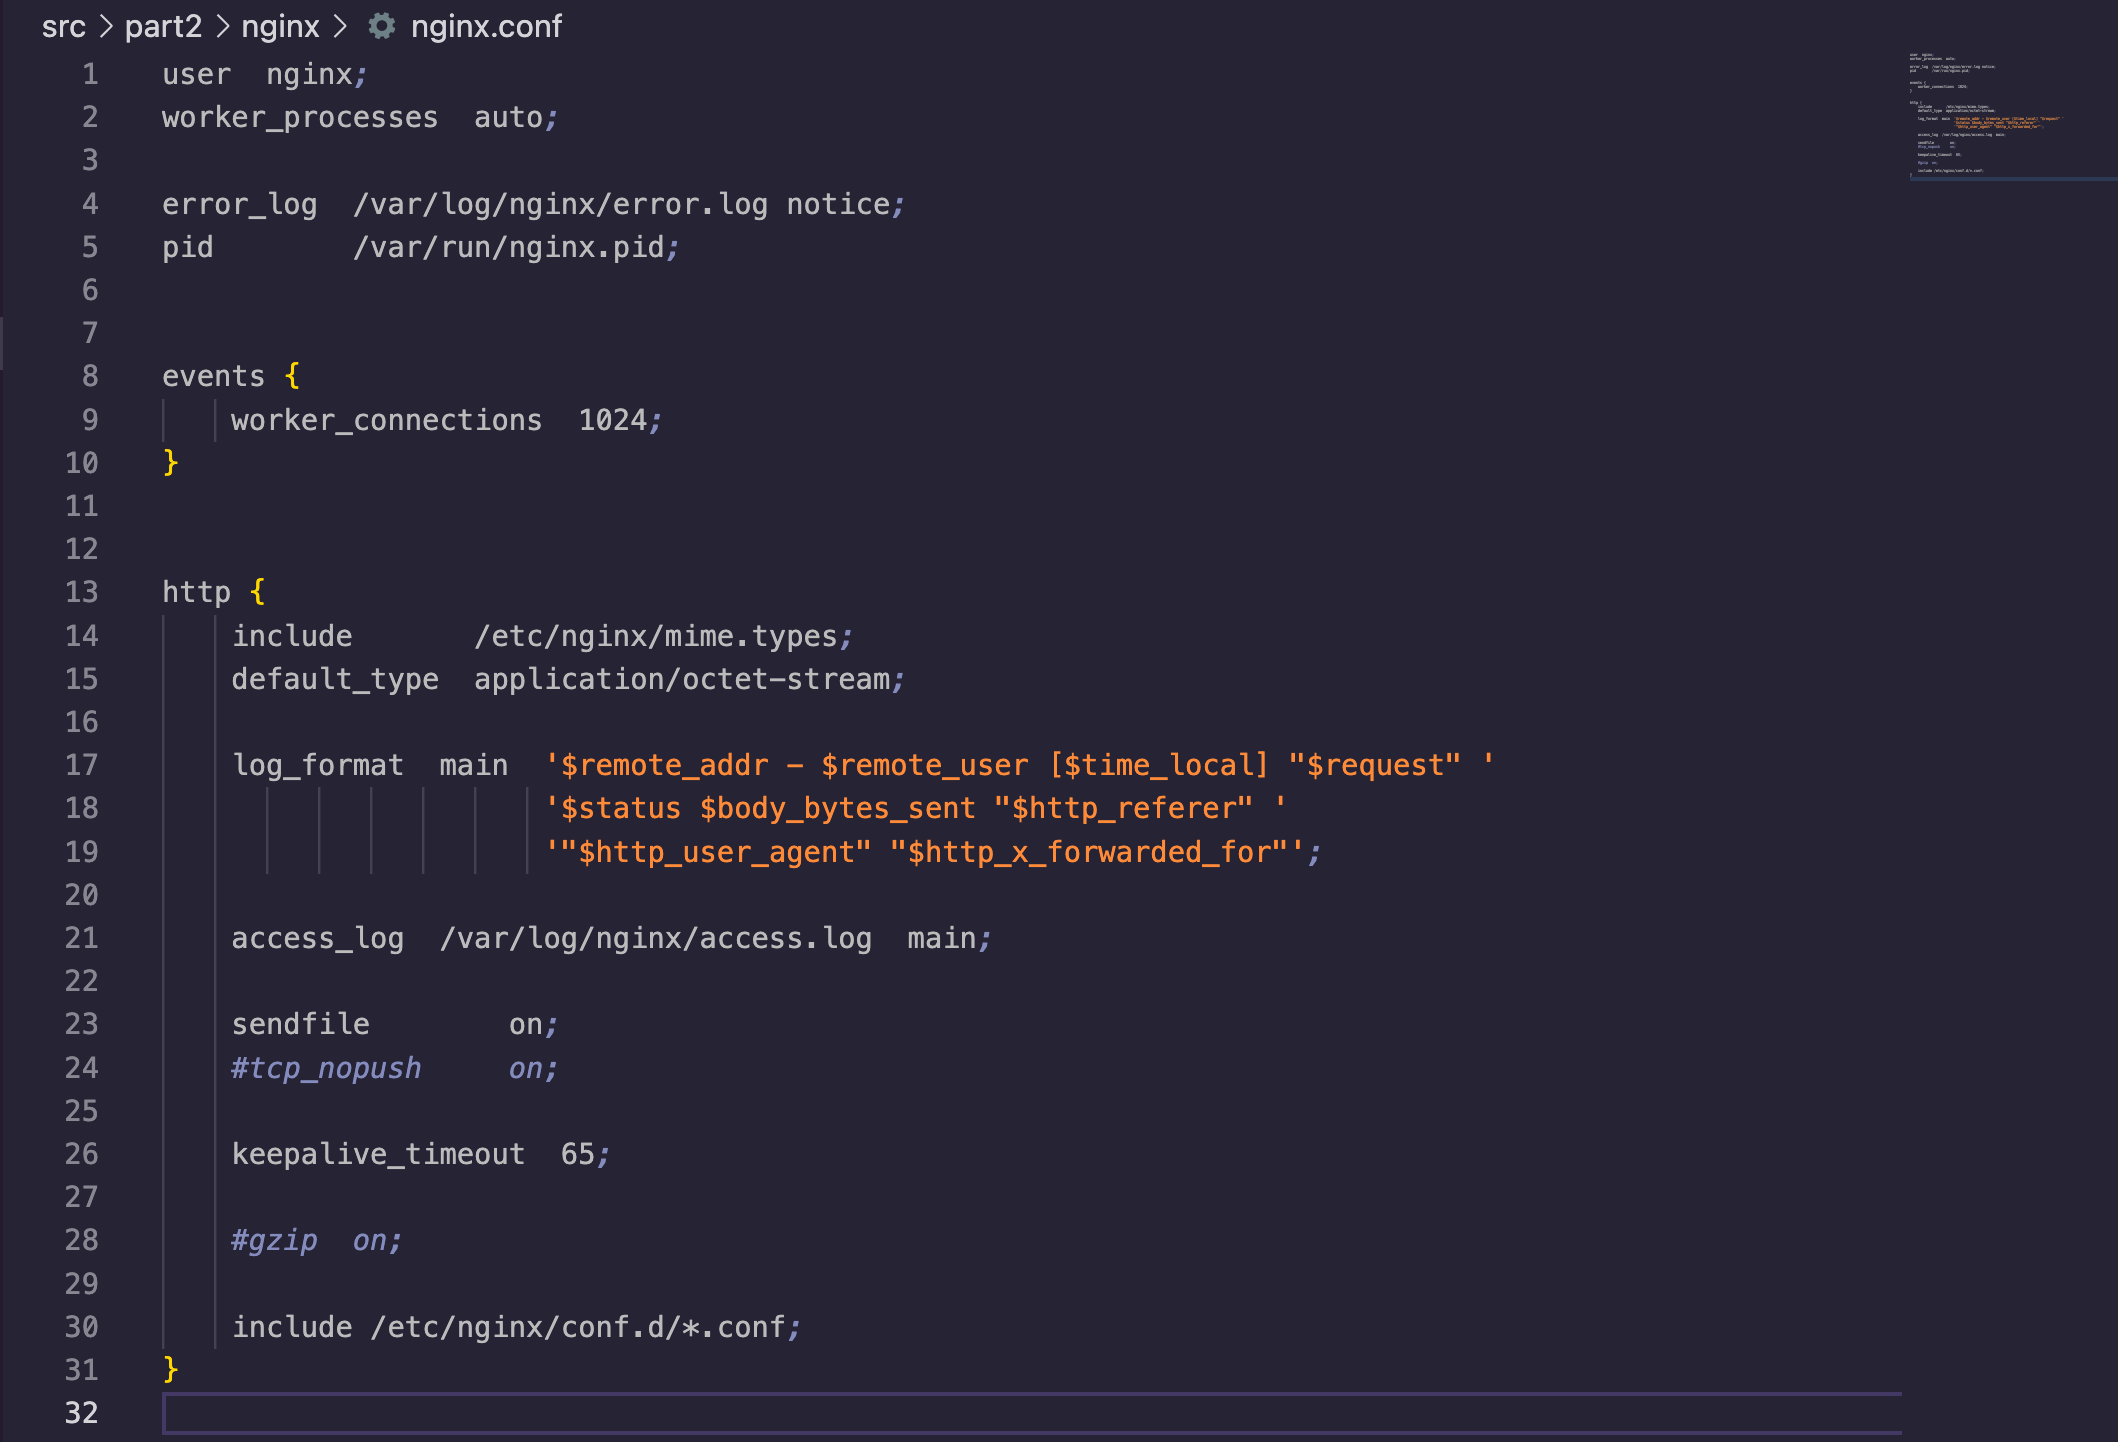 src > part2 > nginx > nginx.conf
1 user  nginx;
2 worker_processes  auto;
3
4 error_log  /var/log/nginx/error.log notice;
5 pid        /var/run/nginx.pid;
6
7
8 events {
9     worker_connections  1024;
10 }
11
12
13 http {
14     include       /etc/nginx/mime.types;
15     default_type  application/octet-stream;
16
17     log_format  main  '$remote_addr - $remote_user [$time_local] "$request" '
18                       '$status $body_bytes_sent "$http_referer" '
19                       '"$http_user_agent" "$http_x_forwarded_for"';
20
21     access_log  /var/log/nginx/access.log  main;
22
23     sendfile        on;
24     #tcp_nopush     on;
25
26     keepalive_timeout  65;
27
28     #gzip  on;
29
30     include /etc/nginx/conf.d/*.conf;
31 }
32